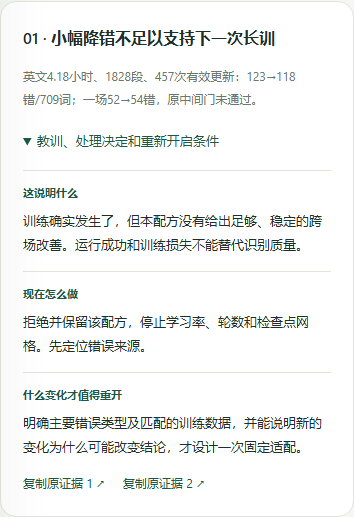 01 · 小幅降错不足以支持下一次长训
英文4.18小时、1828段、457次有效更新：123→118
错/709词；一场52→54错，原中间门未通过。
▼ 教训、处理决定和重新开启条件
这说明什么
训练确实发生了，但本配方没有给出足够、稳定的跨
场改善。运行成功和训练损失不能替代识别质量。
现在怎么做
拒绝并保留该配方，停止学习率、轮数和检查点网
格。先定位错误来源。
什么变化才值得重开
明确主要错误类型及匹配的训练数据，并能说明新的
变化为什么可能改变结论，才设计一次固定适配。
复制原证据 1 ↗ 复制原证据 2 ↗